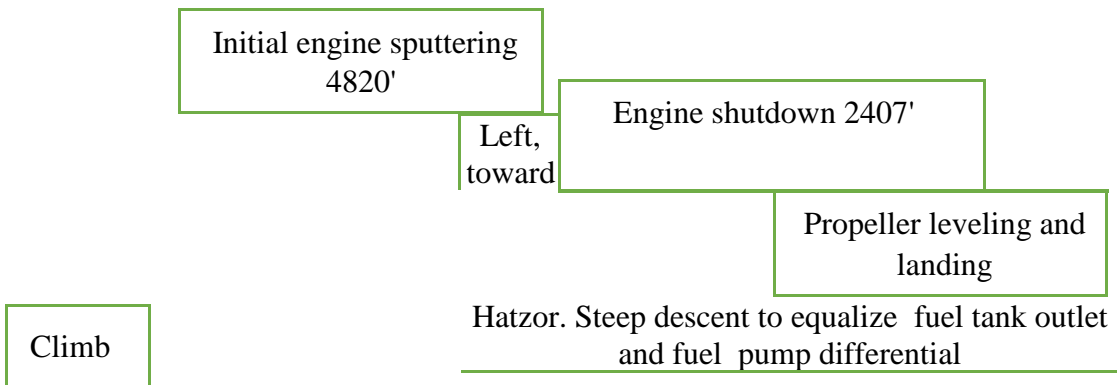 Initial engine sputtering
4820'
Engine shutdown 2407'
Left,
toward
Propeller leveling and
landing
Hatzor. Steep descent to equalize fuel tank outlet
and fuel pump differential
Climb